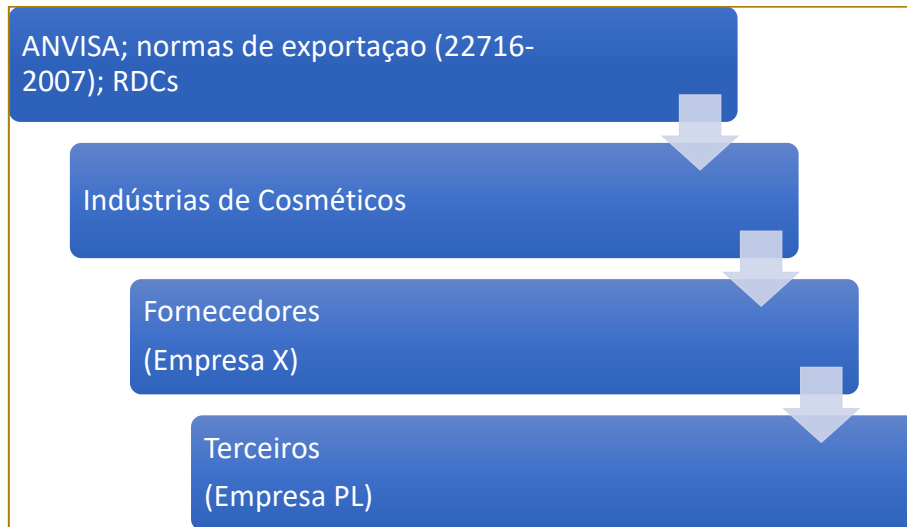 ANVISA; normas de exportaçao (22716-
2007); RDCs
Indústrias de Cosméticos
Fornecedores
(Empresa X)
Terceiros
(Empresa PL)